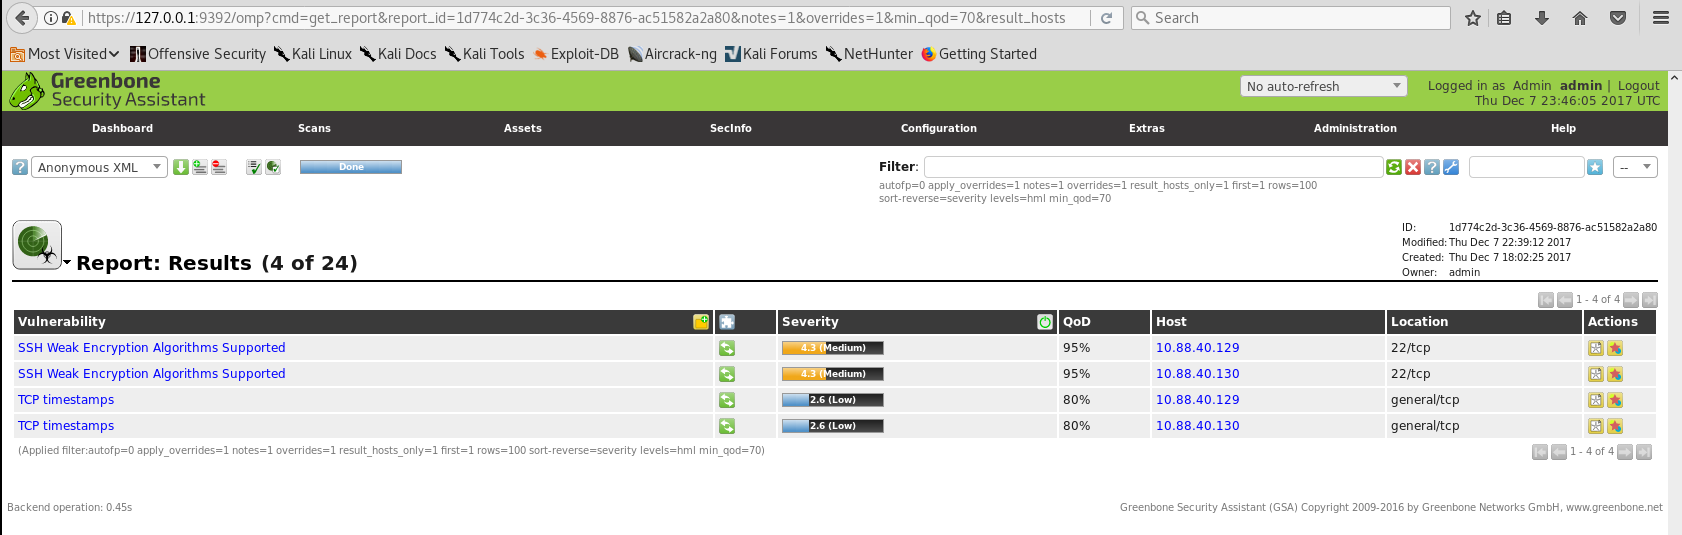 https://127.0.0.1:9392/omp?cmd=get_report&report_id=1d774c2d-3c36-4569-8876-ac51582a2a80&notes=1&overrides=1&min_qod=70&result_hosts
Search
Most Visited Offensive Security Kali Linux Kali Docs Kali Tools Exploit-DB Aircrack-ng Kali Forums NetHunter Getting Started
Greenbone
Security Assistant
No auto-refresh
Logged in as Admin admin | Logout
Thu Dec 7 23:46:05 2017 UTC
Dashboard Scans Assets SecInfo Configuration Extras Administration Help
Anonymous XML
Done
Filter:
--
autofp=0 apply_overrides=1 notes=1 overrides=1 result_hosts_only=1 first=1 rows=100
sort-reverse=severity levels=hml min_qod=70
Report: Results (4 of 24)
ID: 1d774c2d-3c36-4569-8876-ac51582a2a80
Modified: Thu Dec 7 22:39:12 2017
Created: Thu Dec 7 18:02:25 2017
Owner: admin
1 - 4 of 4
Vulnerability Severity QoD Host Location Actions
SSH Weak Encryption Algorithms Supported 4.3 (Medium) 95% 10.88.40.129 22/tcp
SSH Weak Encryption Algorithms Supported 4.3 (Medium) 95% 10.88.40.130 22/tcp
TCP timestamps 2.6 (Low) 80% 10.88.40.129 general/tcp
TCP timestamps 2.6 (Low) 80% 10.88.40.130 general/tcp
(Applied filter:autofp=0 apply_overrides=1 notes=1 overrides=1 result_hosts_only=1 first=1 rows=100 sort-reverse=severity levels=hml min_qod=70)
1 - 4 of 4
Backend operation: 0.45s
Greenbone Security Assistant (GSA) Copyright 2009-2016 by Greenbone Networks GmbH, www.greenbone.net